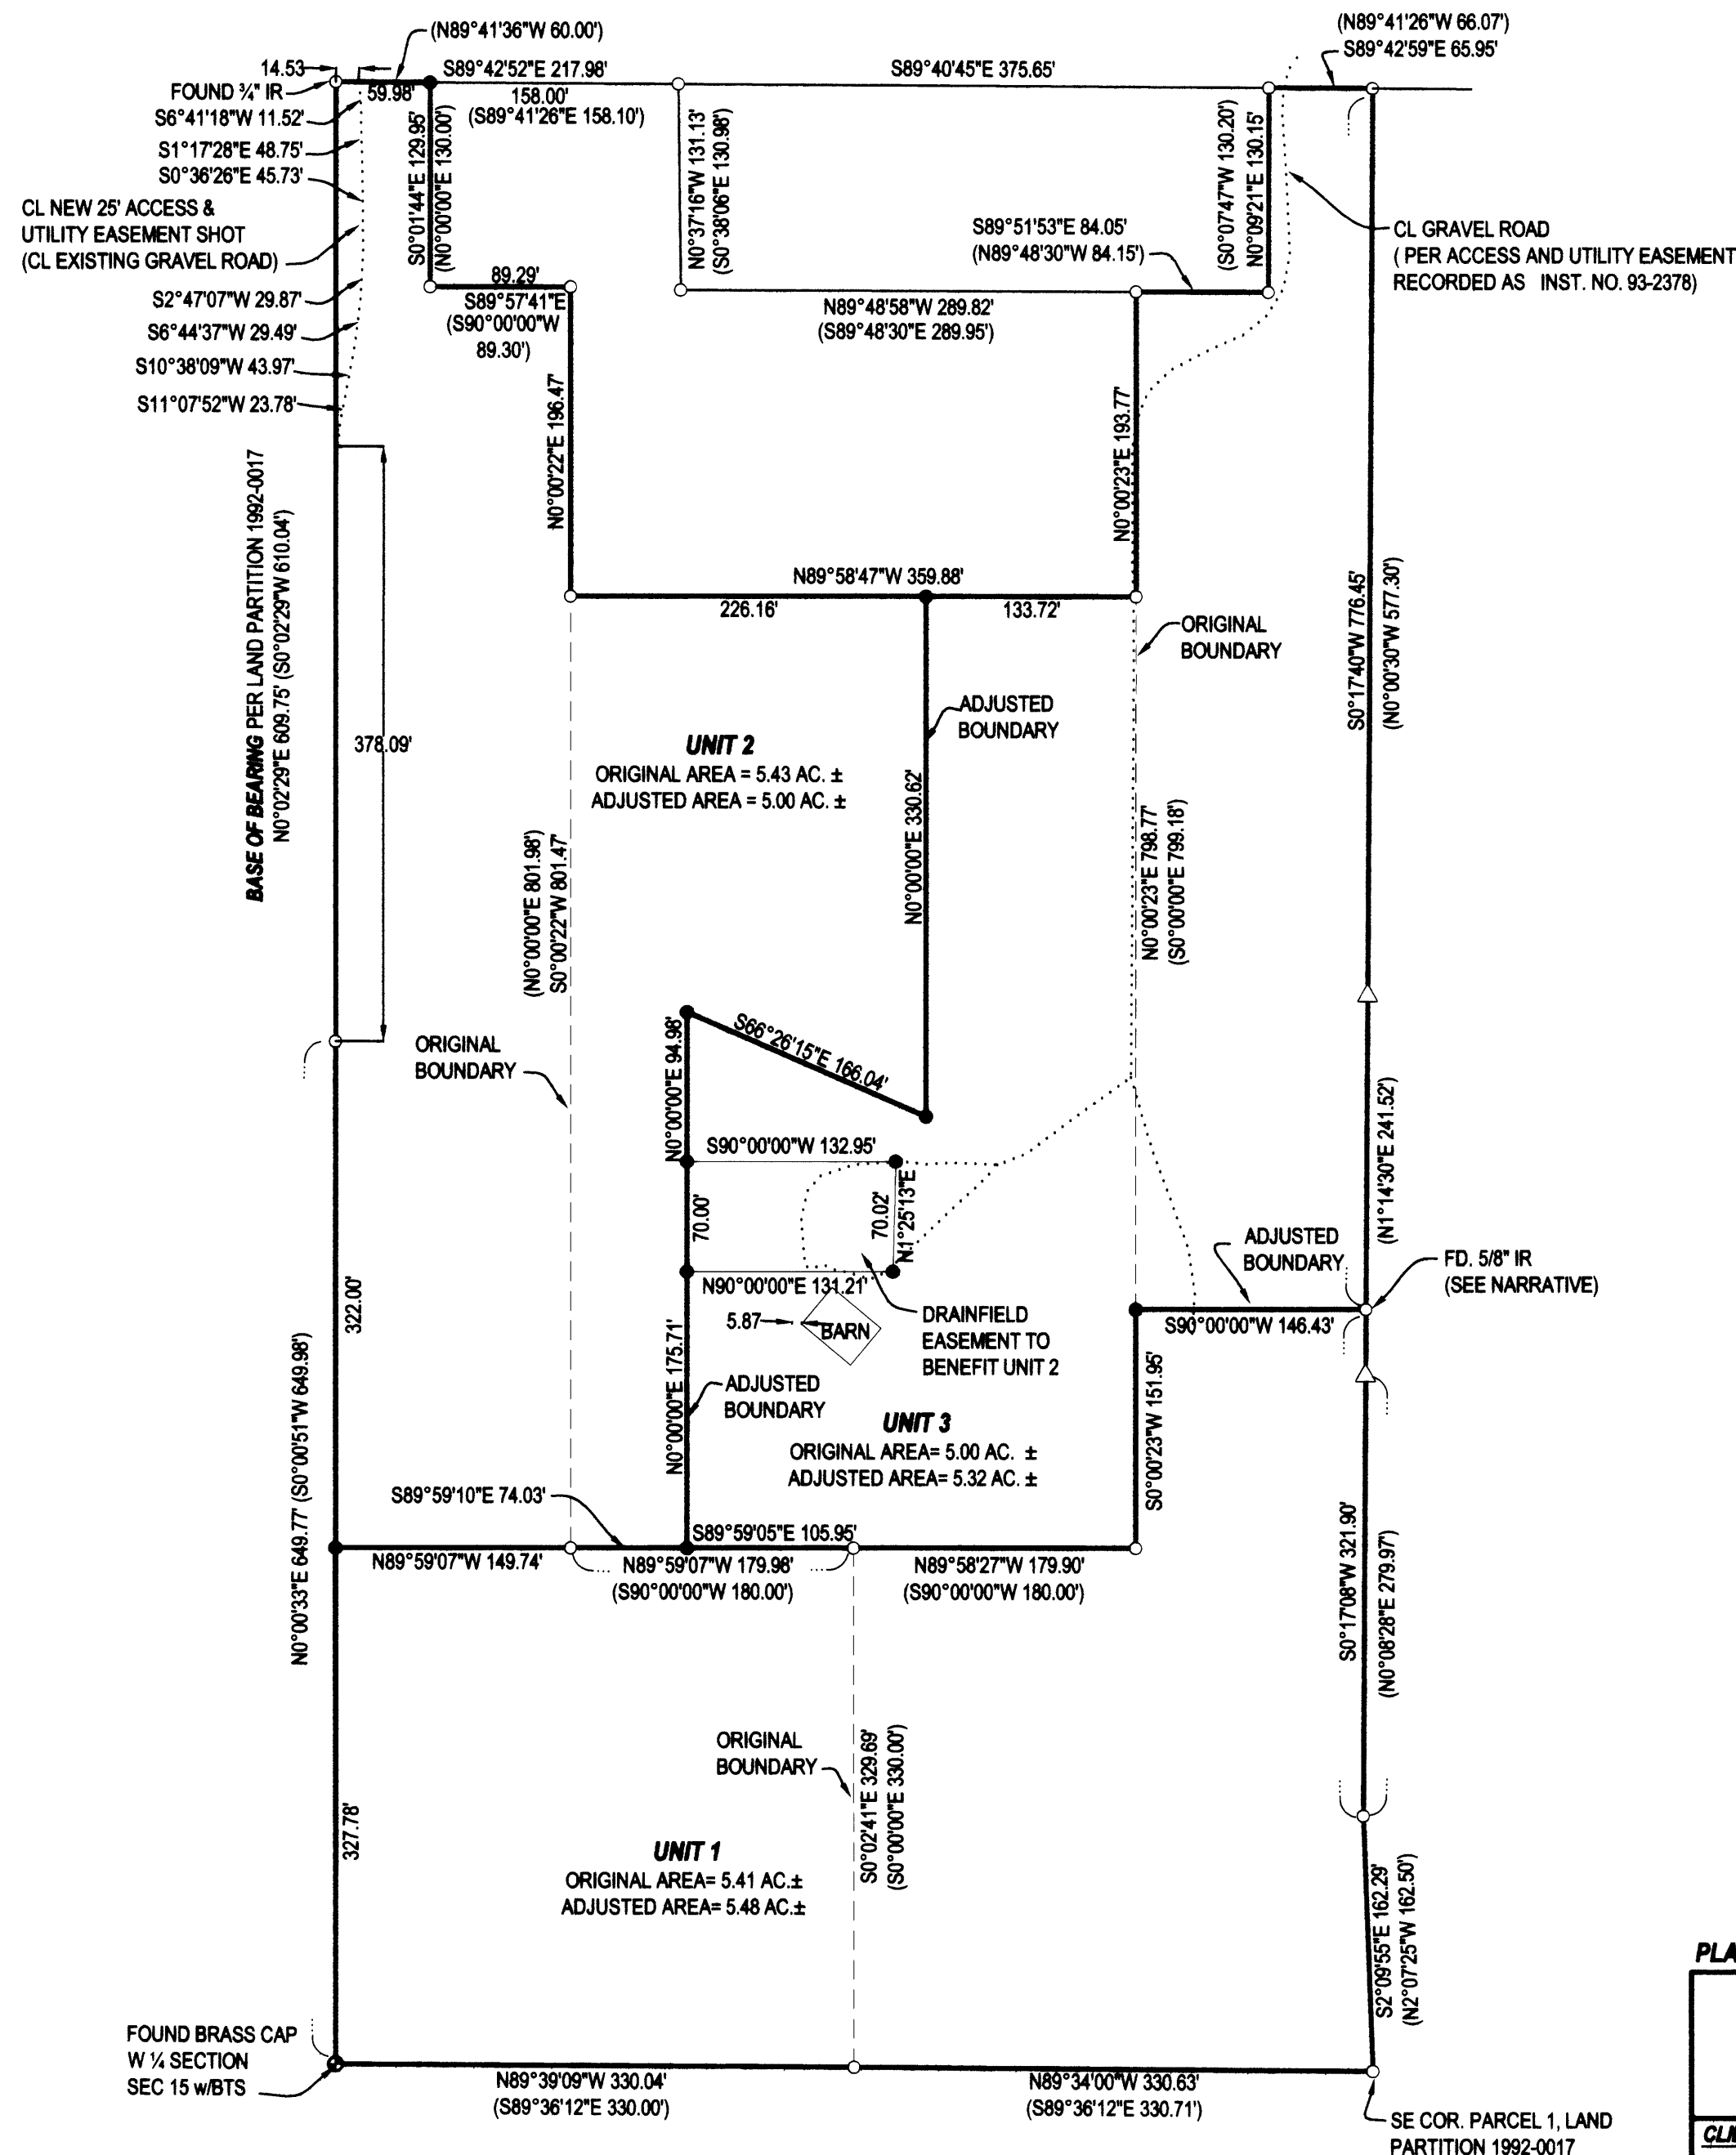 (N89°41'36"W 60.00')
(N89°41'26"W 66.07')
S89°42'59"E 65.95'
14.53
S89°42'52"E 217.98'
S89°40'45"E 375.65'
FOUND ¾" IR
59.98'
158.00'
(S89°41'26"E 158.10')
S6°41'18"W 11.52'
S1°17'28"E 48.75'
S0°36'26"E 45.73'
CL NEW 25' ACCESS &
UTILITY EASEMENT SHOT
(CL EXISTING GRAVEL ROAD)
S2°47'07"W 29.87'
S6°44'37"W 29.49'
S10°38'09"W 43.97'
S11°07'52"W 23.78'
S0°01'44"E 129.95'
(N0°00'00"E 130.00')
N0°37'16"W 131.13'
(S0°38'06"E 130.98')
(S0°07'47"W 130.20')
N0°09'21"E 130.15'
S89°51'53"E 84.05'
(N89°48'30"W 84.15')
CL GRAVEL ROAD
( PER ACCESS AND UTILITY EASEMENT
RECORDED AS INST. NO. 93-2378)
89.29'
S89°57'41"E
(S90°00'00"W
89.30')
N89°48'58"W 289.82'
(S89°48'30"E 289.95')
N0°00'22"E 196.47'
N0°00'23"E 193.77'
BASE OF BEARING PER LAND PARTITION 1992-0017
N0°02'29"E 609.75' (S0°02'29"W 610.04')
N89°58'47"W 359.88'
226.16'
133.72'
ORIGINAL
BOUNDARY
S0°17'40"W 776.45'
(N0°00'30"W 577.30')
ADJUSTED
BOUNDARY
378.09'
UNIT 2
ORIGINAL AREA = 5.43 AC. ±
ADJUSTED AREA = 5.00 AC. ±
N0°00'00"E 330.62'
(N0°00'00"E 801.98')
S0°00'22"W 801.47'
N0°00'23"E 798.77'
(S0°00'00"E 799.18')
ORIGINAL
BOUNDARY
N0°00'00"E 94.98'
S66°26'15"E 166.04'
S90°00'00"W 132.95'
70.00'
70.02'
N1°25'13"E
N90°00'00"E 131.21'
(N1°14'30"E 241.52')
ADJUSTED
BOUNDARY
FD. 5/8" IR
(SEE NARRATIVE)
S90°00'00"W 146.43'
5.87
BARN
DRAINFIELD
EASEMENT TO
BENEFIT UNIT 2
322.00'
N0°00'33"E 649.77' (S0°00'51"W 649.98')
N0°00'00"E 175.71'
ADJUSTED
BOUNDARY
UNIT 3
ORIGINAL AREA= 5.00 AC. ±
ADJUSTED AREA= 5.32 AC. ±
S0°00'23"W 151.95'
S89°59'10"E 74.03'
S89°59'05"E 105.95'
N89°59'07"W 149.74'
N89°59'07"W 179.98'
(S90°00'00"W 180.00')
N89°58'27"W 179.90'
(S90°00'00"W 180.00')
S0°17'08"W 321.90'
(N0°08'28"E 279.97')
ORIGINAL
BOUNDARY
S0°02'41"E 329.69'
(S0°00'00"E 330.00')
327.78'
UNIT 1
ORIGINAL AREA= 5.41 AC.±
ADJUSTED AREA= 5.48 AC.±
S2°09'55"E 162.29'
(N2°07'25"W 162.50')
PLA
FOUND BRASS CAP
W ¼ SECTION
SEC 15 w/BTS
N89°39'09"W 330.04'
(S89°36'12"E 330.00')
N89°34'00"W 330.63'
(S89°36'12"E 330.71')
SE COR. PARCEL 1, LAND
PARTITION 1992-0017